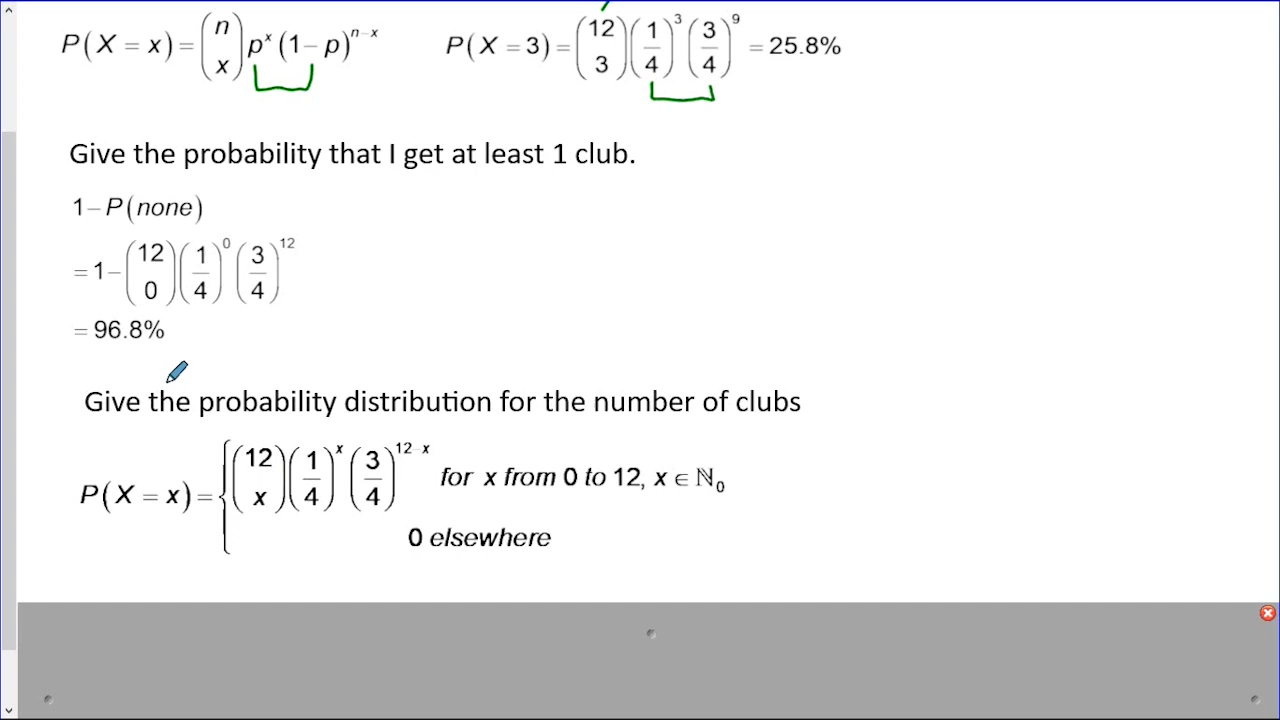 P(X = x) = (n x) p^x (1 – p)^{n–x}    P(X = 3) = (12 3) (1/4)^3 (3/4)^9 = 25.8%
Give the probability that I get at least 1 club.
1 – P(none)
= 1 – (12 0) (1/4)^0 (3/4)^12
= 96.8%
Give the probability distribution for the number of clubs
P(X = x) = { (12 x) (1/4)^x (3/4)^{12–x} for x from 0 to 12, x ∈ ℕ₀
0 elsewhere